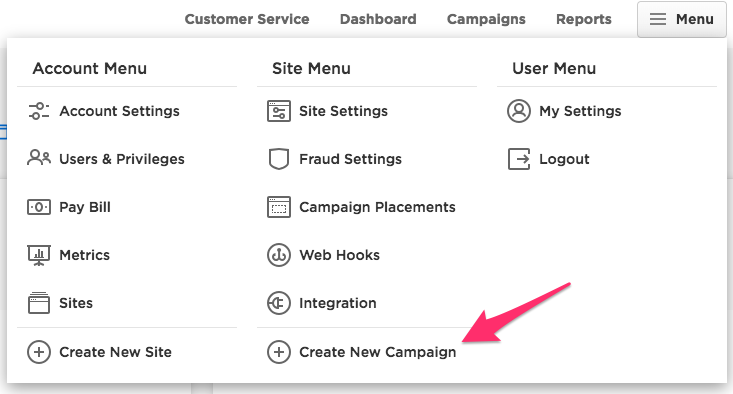 Customer Service Dashboard Campaigns Reports Menu
Account Menu
Account Settings
Users & Privileges
Pay Bill
Metrics
Sites
Create New Site
Site Menu
Site Settings
Fraud Settings
Campaign Placements
Web Hooks
Integration
Create New Campaign
User Menu
My Settings
Logout